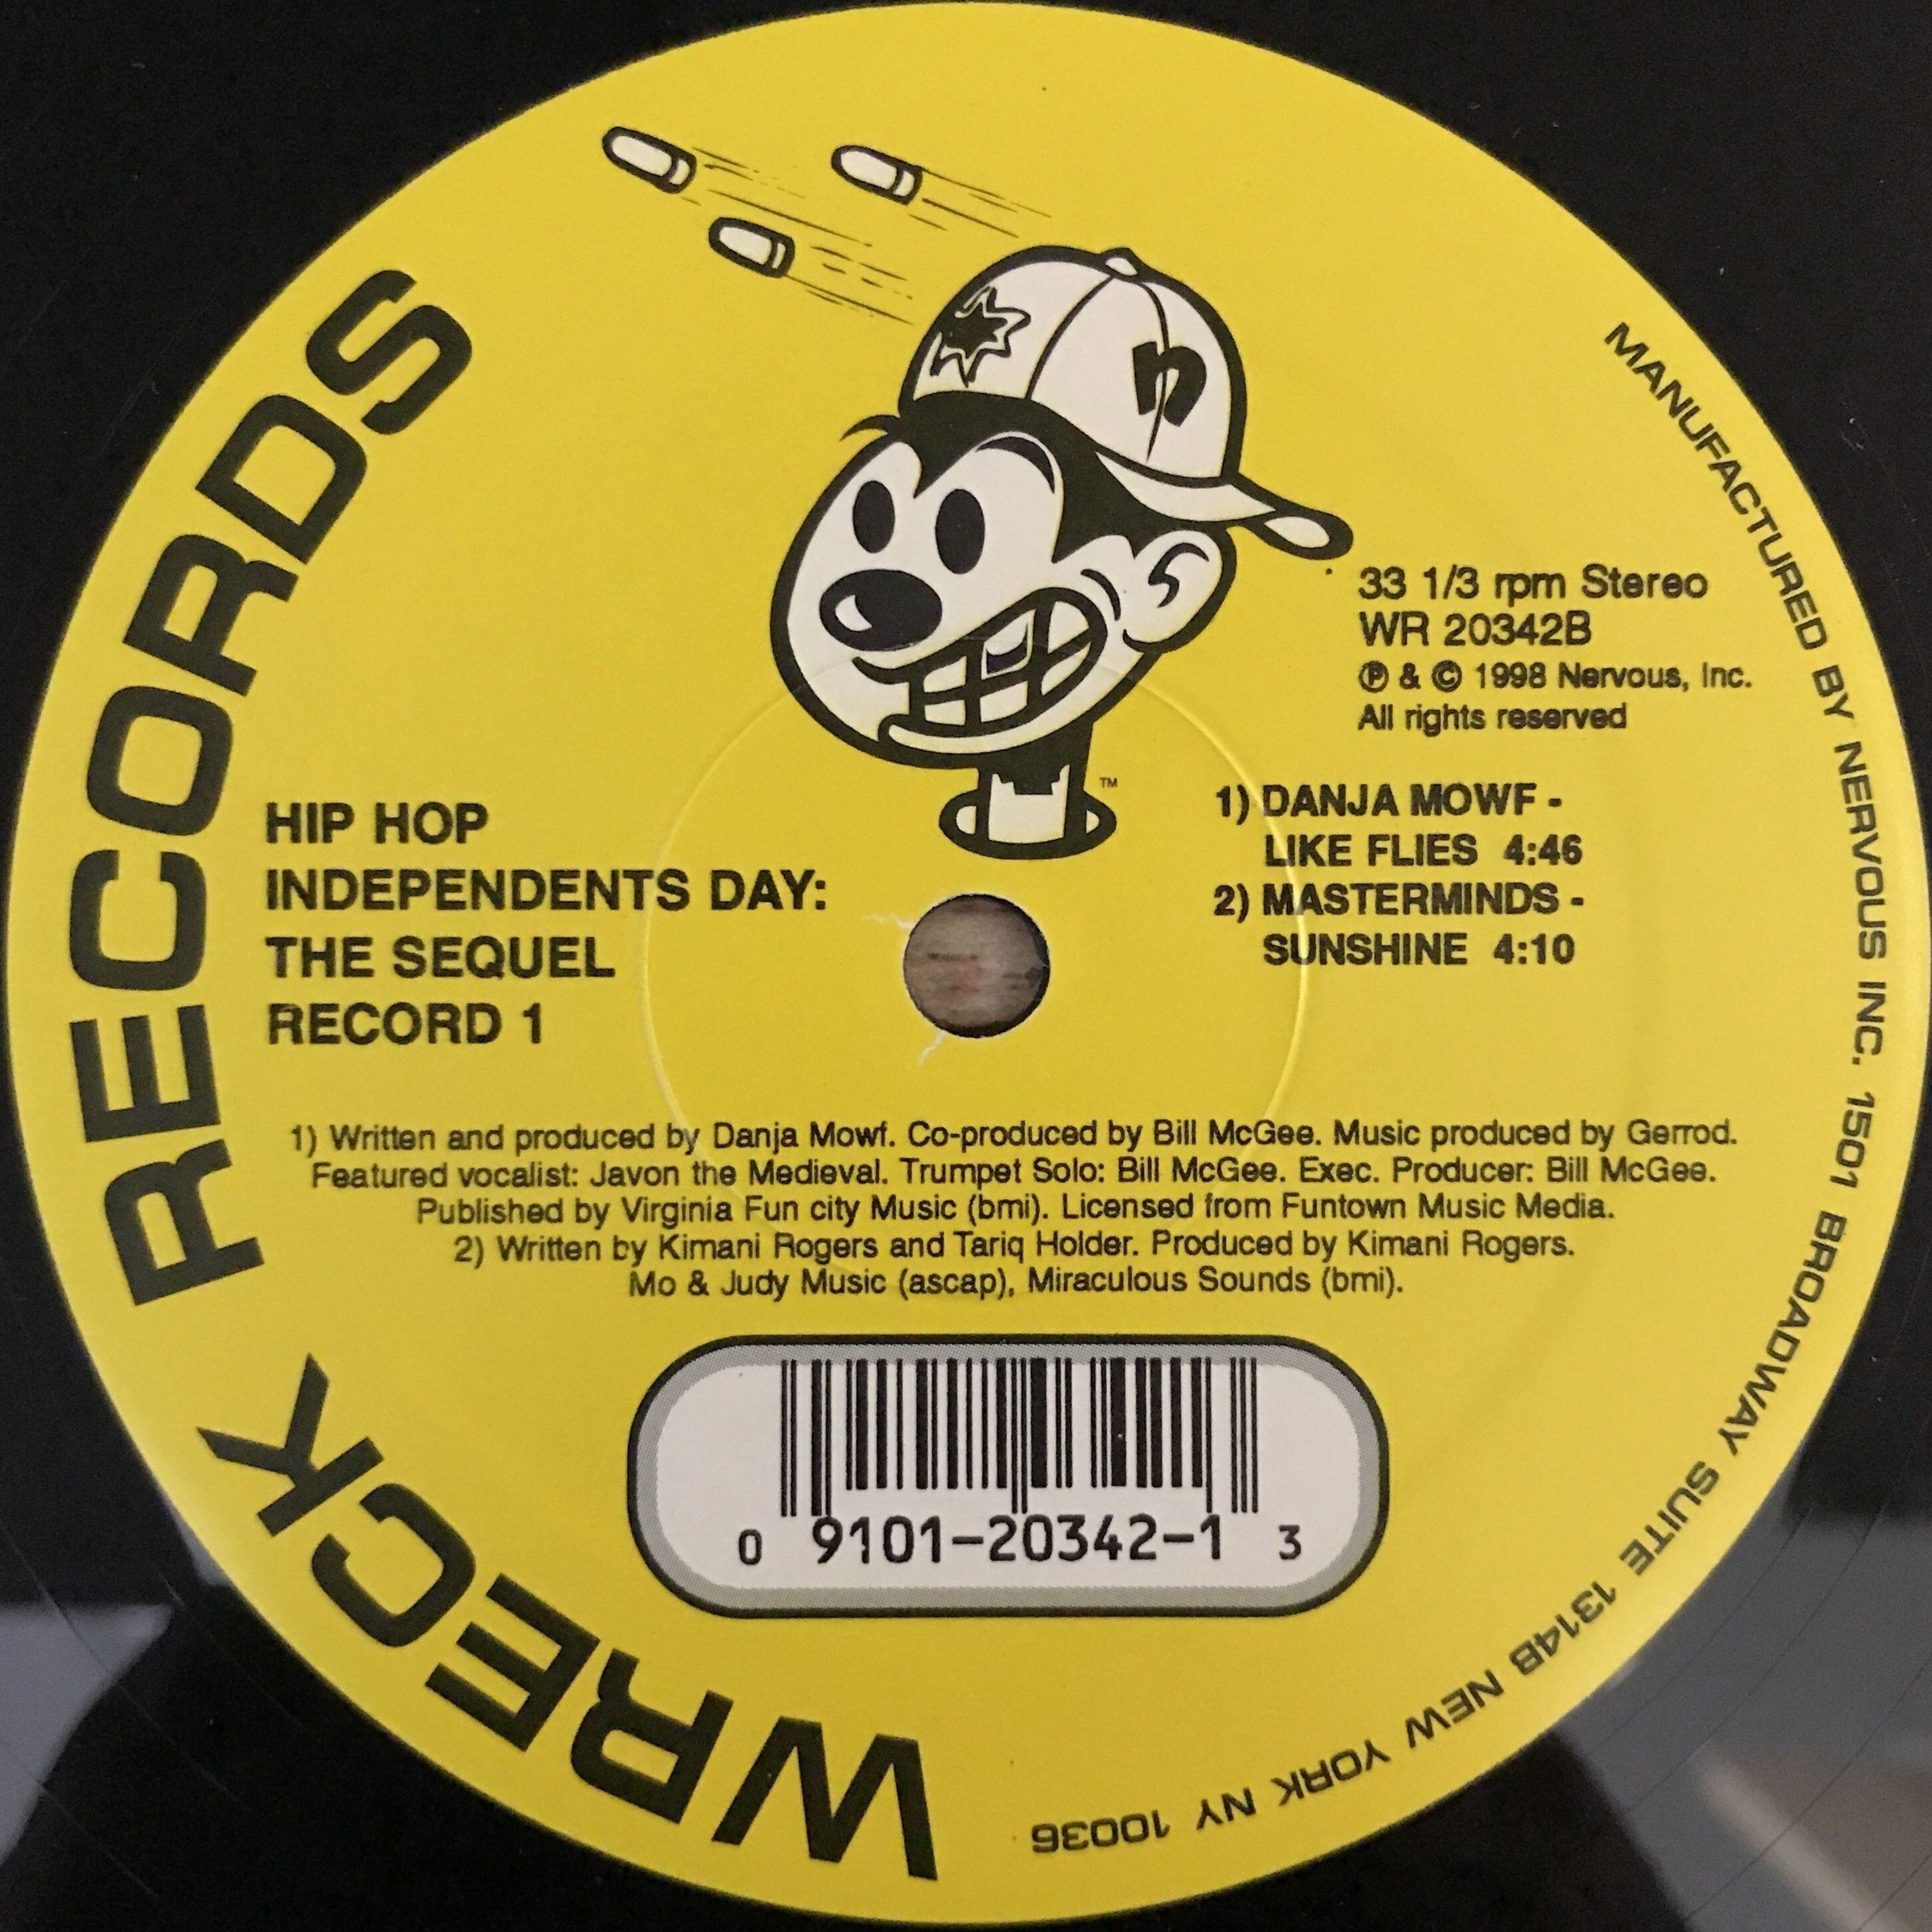 WRECK RECORDS
n
TM
33 1/3 rpm Stereo
WR 20342B
℗ & © 1998 Nervous, Inc.
All rights reserved
HIP HOP
INDEPENDENTS DAY:
THE SEQUEL
RECORD 1
1) DANJA MOWF -
LIKE FLIES 4:46
2) MASTERMINDS -
SUNSHINE 4:10
1) Written and produced by Danja Mowf. Co-produced by Bill McGee. Music produced by Gerrod.
Featured vocalist: Javon the Medieval. Trumpet Solo: Bill McGee. Exec. Producer: Bill McGee.
Published by Virginia Fun city Music (bmi). Licensed from Funtown Music Media.
2) Written by Kimani Rogers and Tariq Holder. Produced by Kimani Rogers.
Mo & Judy Music (ascap), Miraculous Sounds (bmi).
0 9101-20342-1 3
MANUFACTURED BY NERVOUS INC. 1501 BROADWAY SUITE 1314B NEW YORK NY 10036